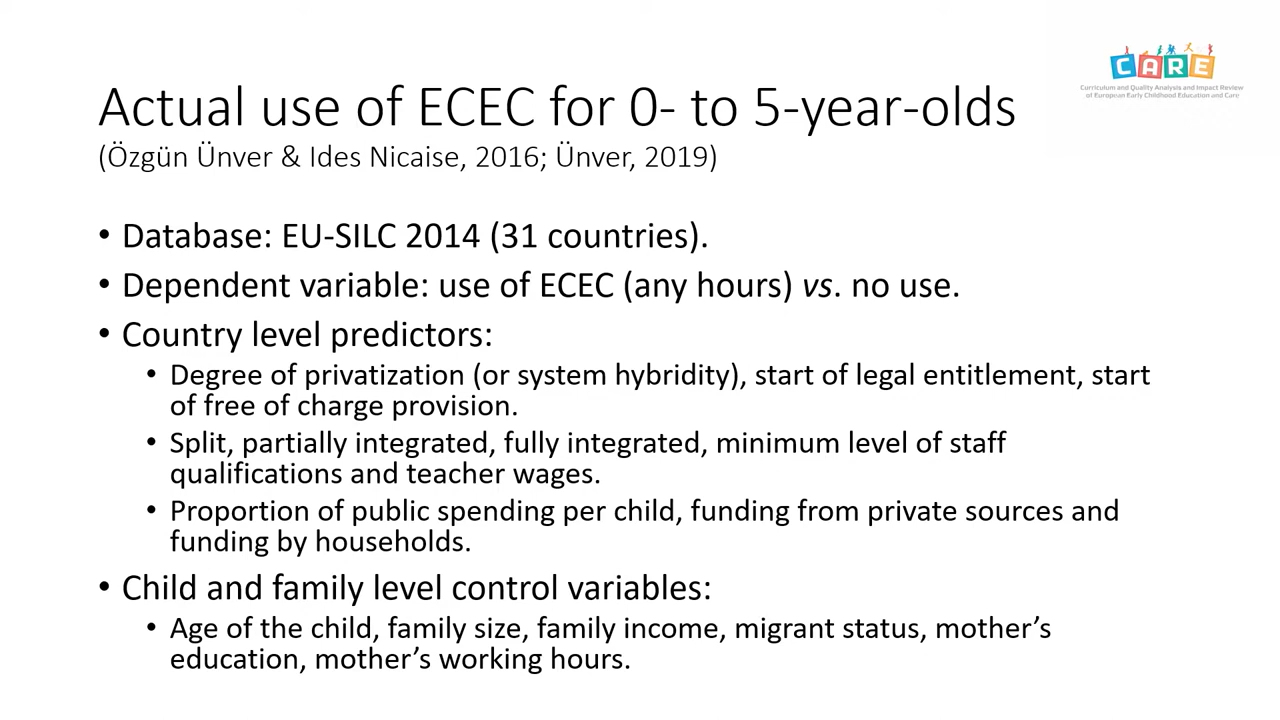 CARE
Curriculum and Quality Analysis and Impact Review
of European Early Childhood Education and Care
Actual use of ECEC for 0- to 5-year-olds
(Özgün Ünver & Ides Nicaise, 2016; Ünver, 2019)
• Database: EU-SILC 2014 (31 countries).
• Dependent variable: use of ECEC (any hours) vs. no use.
• Country level predictors:
• Degree of privatization (or system hybridity), start of legal entitlement, start
of free of charge provision.
• Split, partially integrated, fully integrated, minimum level of staff
qualifications and teacher wages.
• Proportion of public spending per child, funding from private sources and
funding by households.
• Child and family level control variables:
• Age of the child, family size, family income, migrant status, mother’s
education, mother’s working hours.